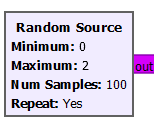 Random Source
Minimum: 0
Maximum: 2
Num Samples: 100
Repeat: Yes
out